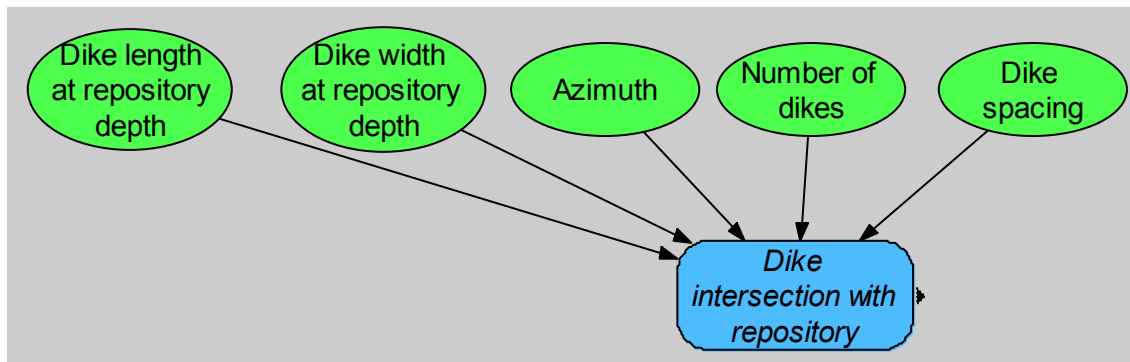 Dike length
at repository
depth
Dike width
at repository
depth
Azimuth
Number of
dikes
Dike
spacing
Dike
intersection with
repository